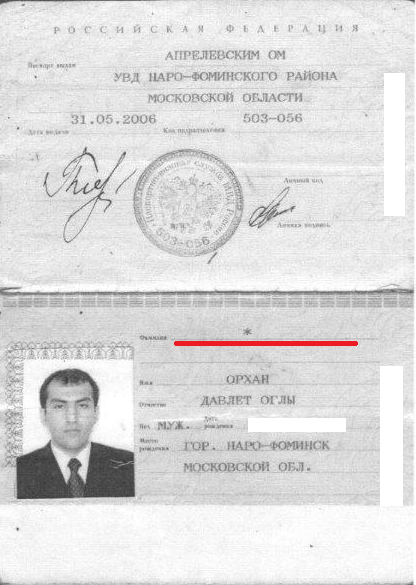 РОССИЙСКАЯ ФЕДЕРАЦИЯ
Паспорт выдан
АПРЕЛЕВСКИМ ОМ
УВД НАРО-ФОМИНСКОГО РАЙОНА
МОСКОВСКОЙ ОБЛАСТИ
31.05.2006 503-056
Дата выдачи Код подразделения
Личный код
Личная подпись
503-056
Фамилия *
Имя ОРХАН
Отчество ДАВЛЕТ ОГЛЫ
Пол МУЖ. Дата рождения
Место рождения ГОР. НАРО-ФОМИНСК
МОСКОВСКОЙ ОБЛ.